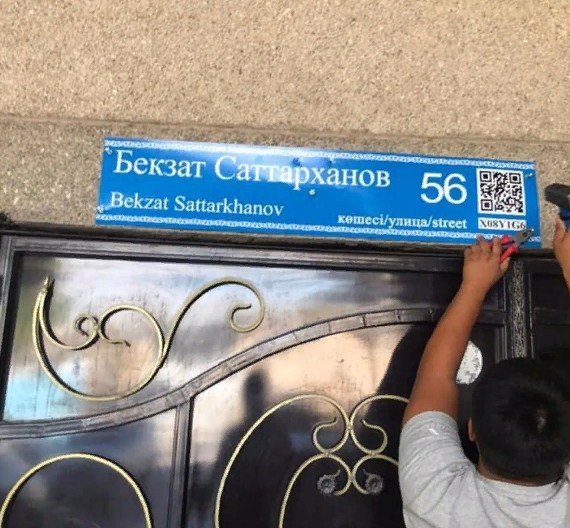 Бекзат Саттарханов
56
Bekzat Sattarkhanov
көшесі/улица/street
X08Y1G6